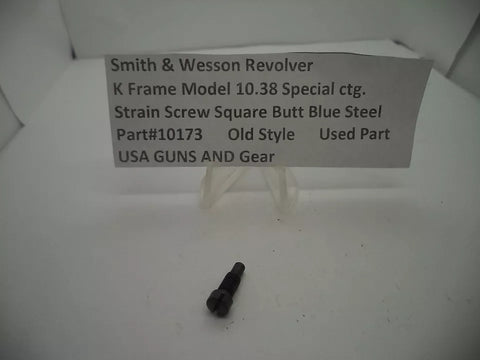 Smith & Wesson Revolver
K Frame Model 10.38 Special ctg.
Strain Screw Square Butt Blue Steel
Part#10173 Old Style Used Part
USA GUNS AND Gear